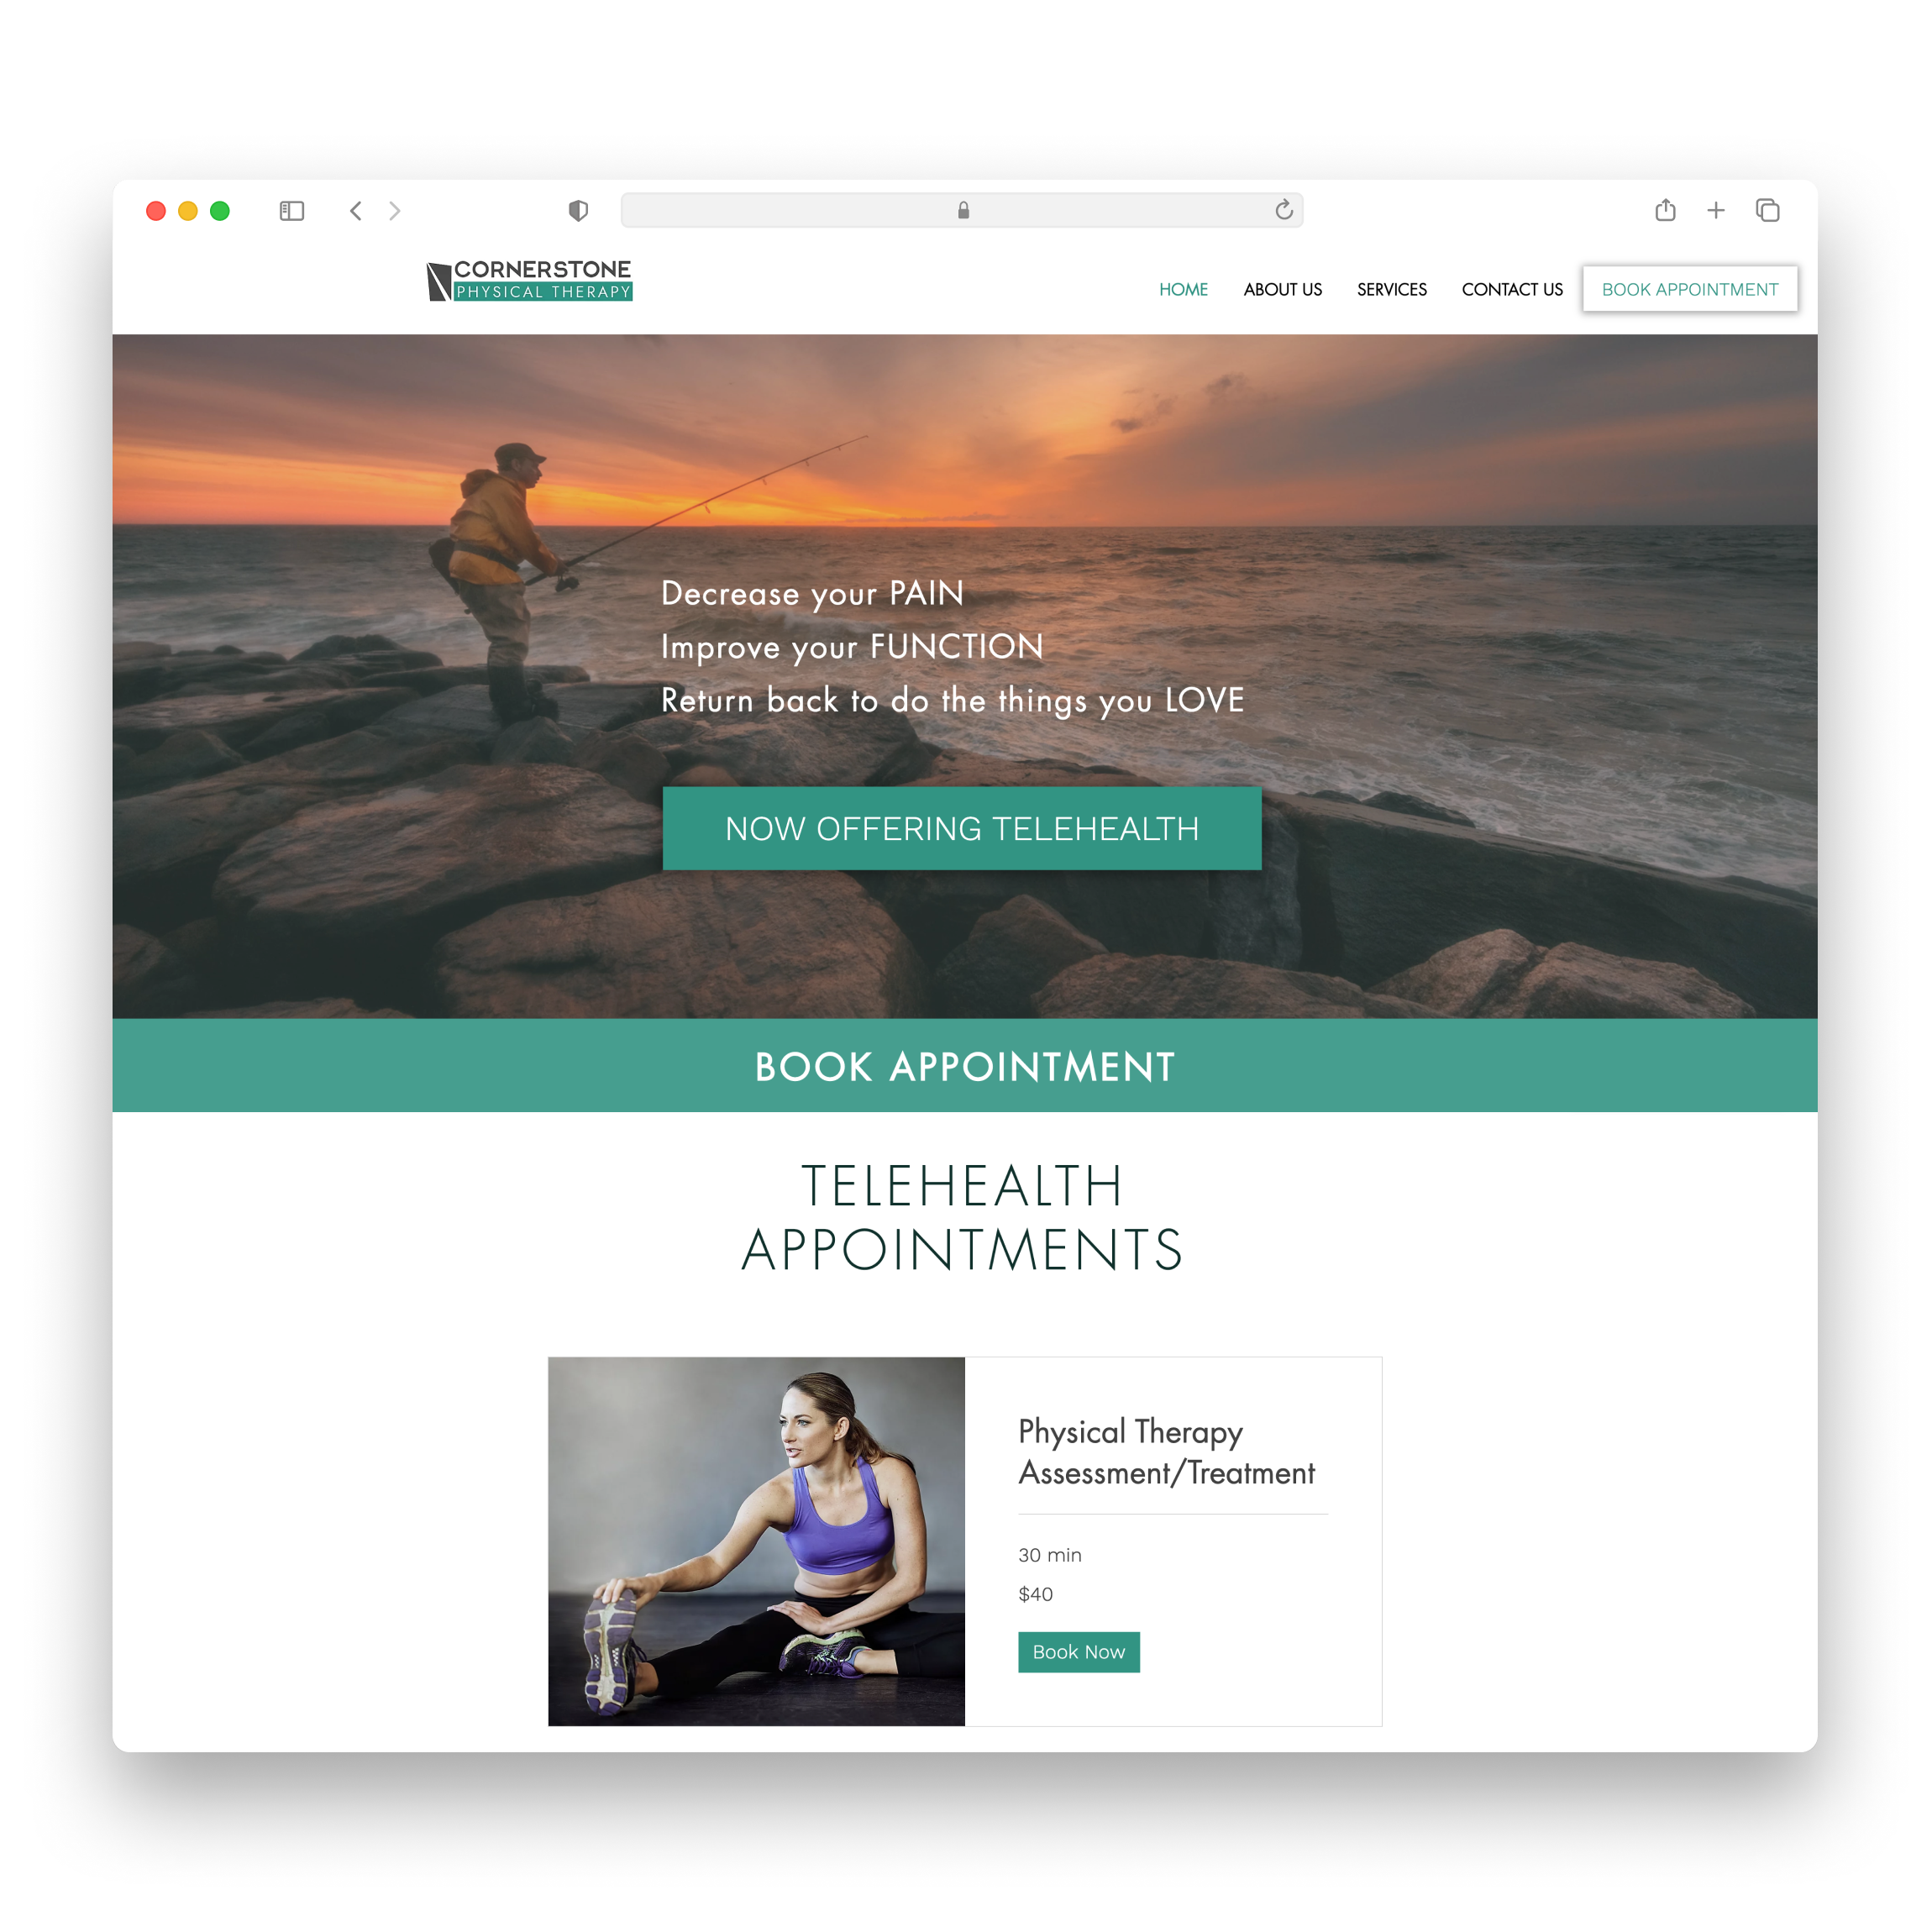 CORNERSTONE
PHYSICAL THERAPY
HOME
ABOUT US
SERVICES
CONTACT US
BOOK APPOINTMENT
Decrease your PAIN
Improve your FUNCTION
Return back to do the things you LOVE
NOW OFFERING TELEHEALTH
BOOK APPOINTMENT
TELEHEALTH
APPOINTMENTS
Physical Therapy
Assessment/Treatment
30 min
$40
Book Now